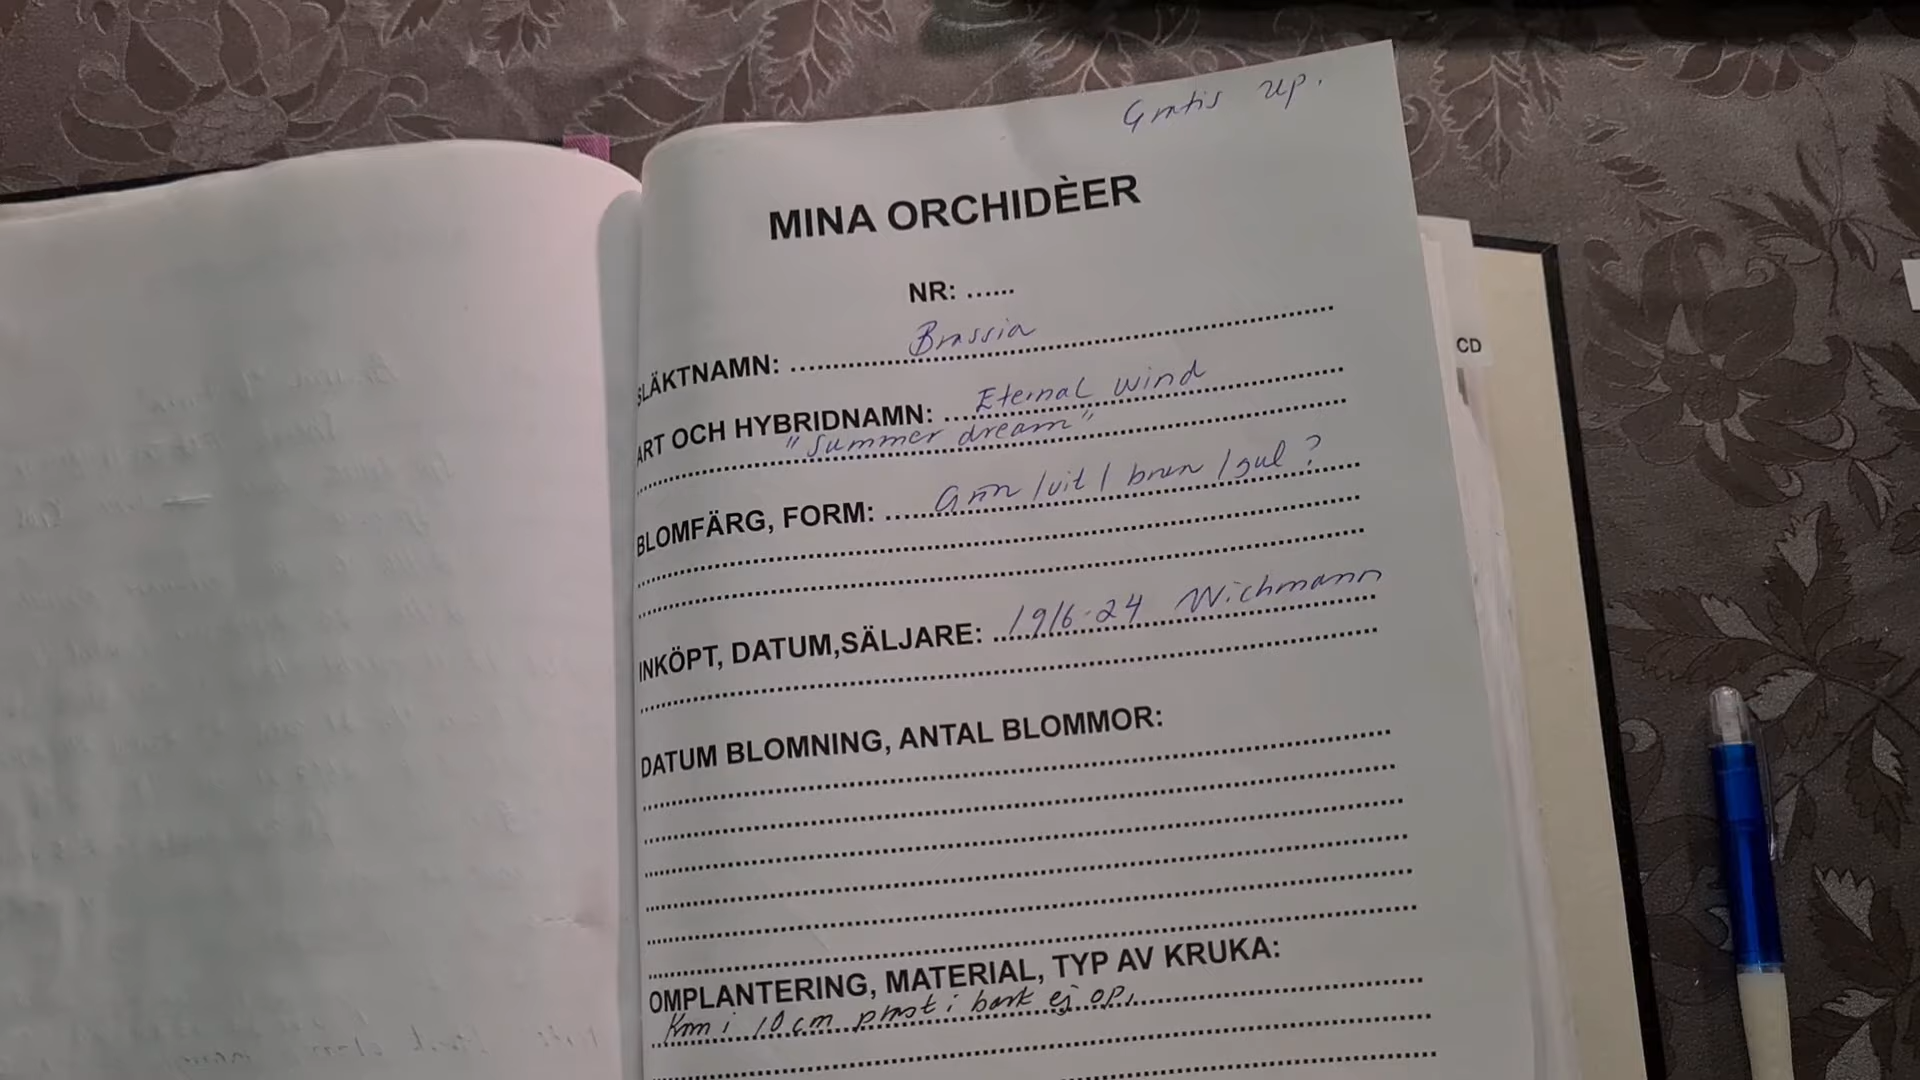 Gratis up.
MINA ORCHIDÈER
NR: ......
SLÄKTNAMN: Brassia
ART OCH HYBRIDNAMN: Eternal wind
"Summer dream"
BLOMFÄRG, FORM: Grön / vit / brun / gul ?
INKÖPT, DATUM,SÄLJARE: 19/6-24 Wichmann
DATUM BLOMNING, ANTAL BLOMMOR:
OMPLANTERING, MATERIAL, TYP AV KRUKA:
Kom i 10 cm plast i bark ej op.
CD